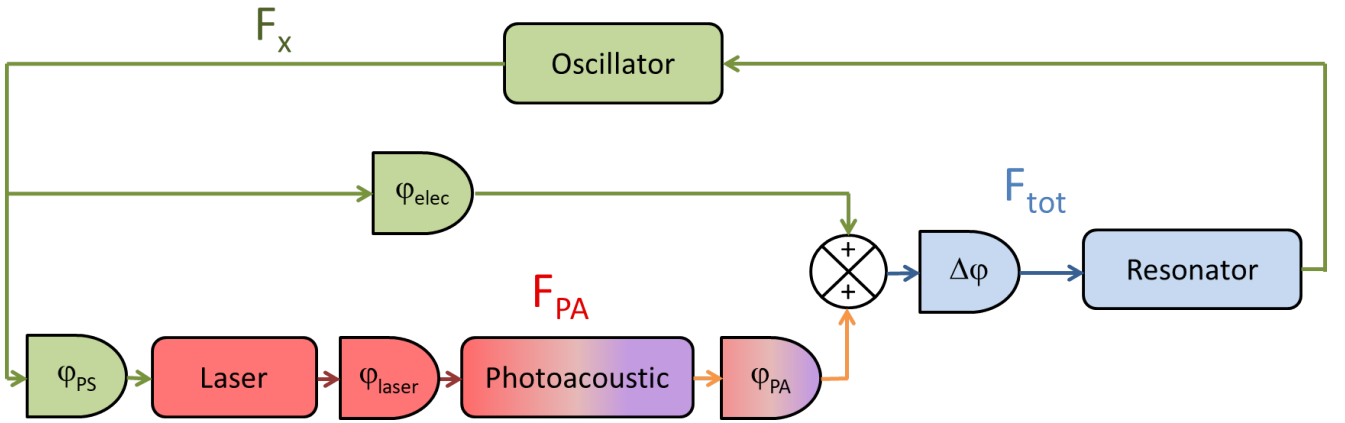 Fₓ
Oscillator
φelec
Ftot
+
+
Δφ
Resonator
FPA
φPS
Laser
φlaser
Photoacoustic
φPA